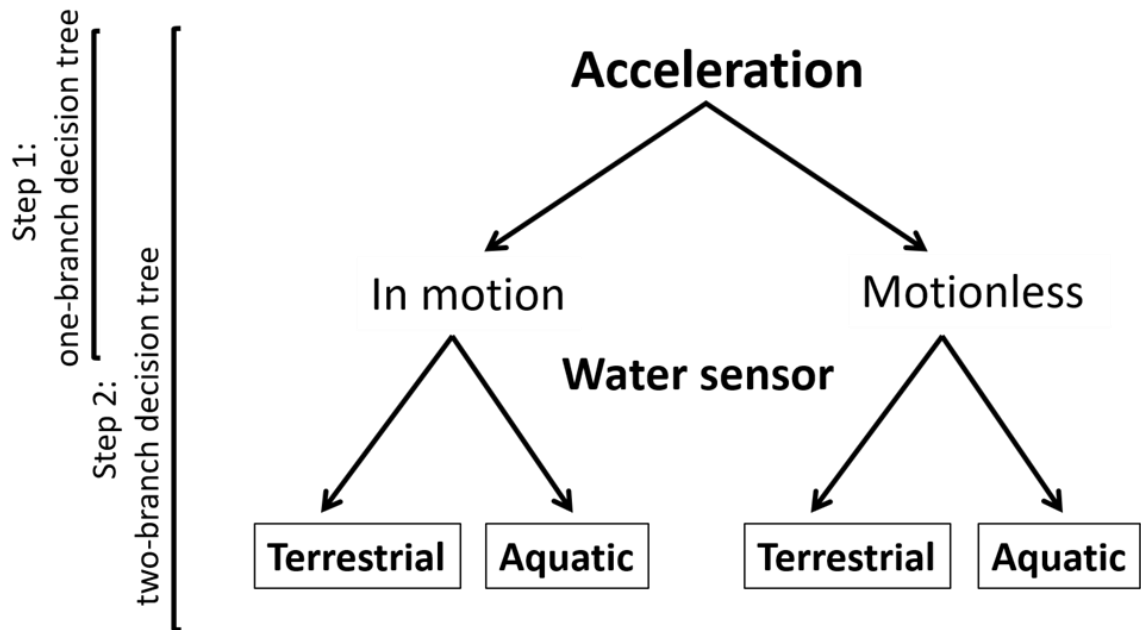 Step 1:
one-branch decision tree
Step 2:
two-branch decision tree
Acceleration
In motion
Motionless
Water sensor
Terrestrial
Aquatic
Terrestrial
Aquatic